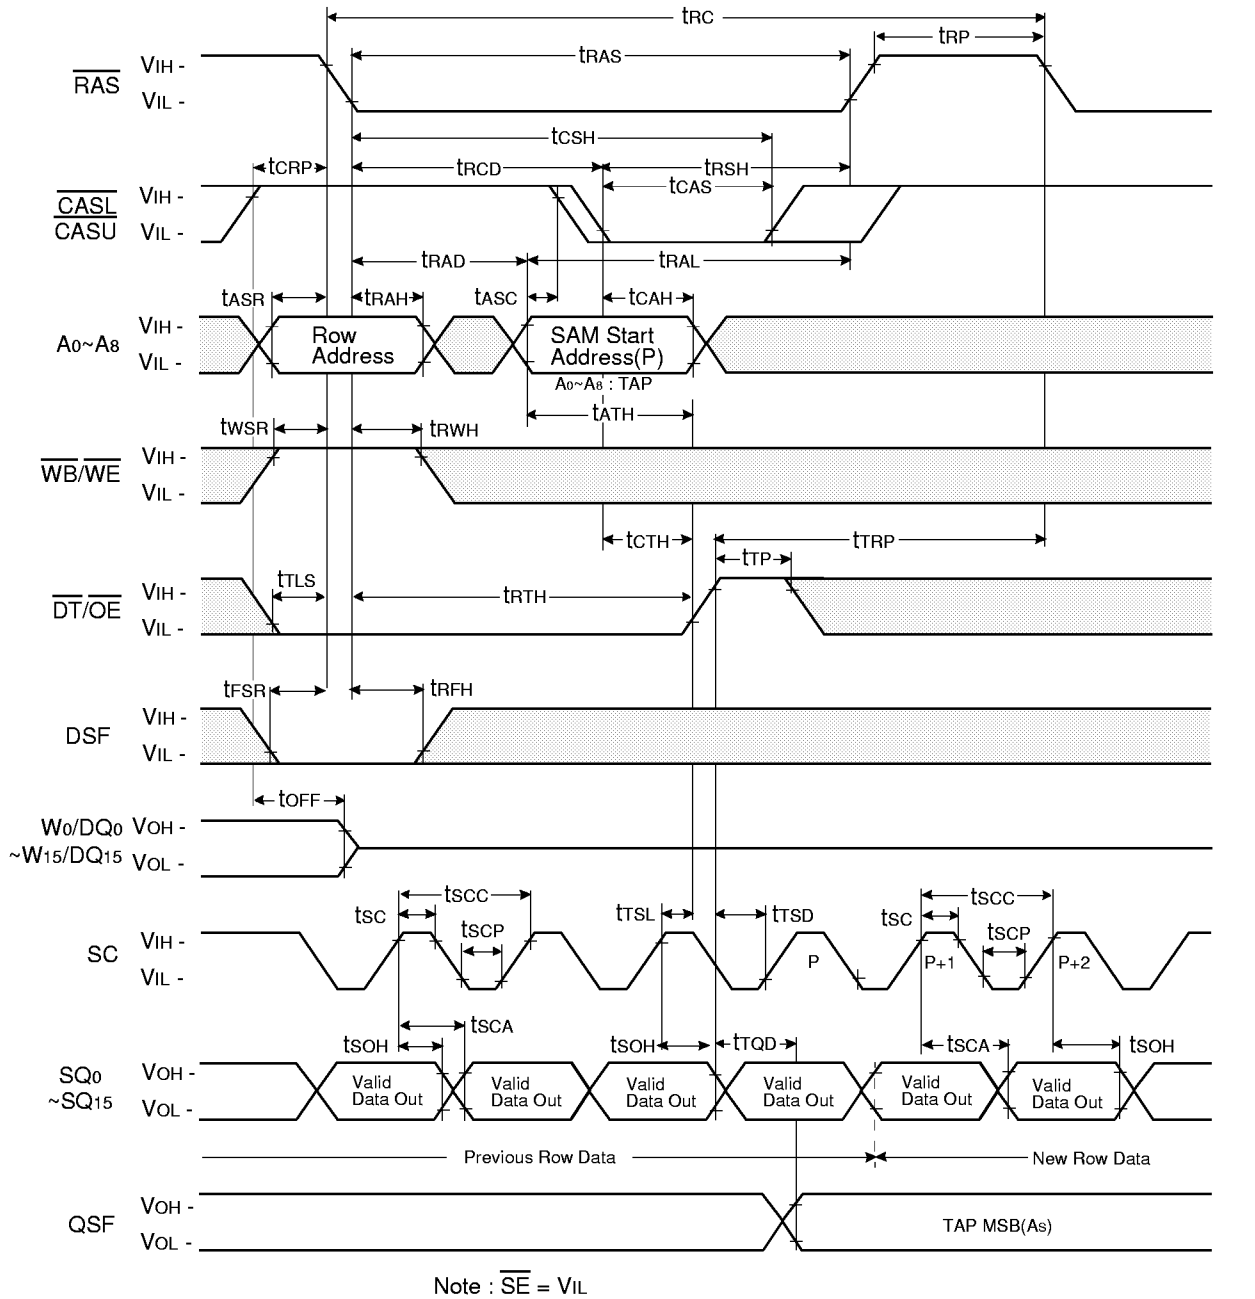 tRC
tRP
tRAS
RAS
VIH -
VIL -
tCSH
tCRP
tRCD
tRSH
tCAS
CASL
CASU
VIH -
VIL -
tRAD
tRAL
tASR
tRAH
tASC
tCAH
A0~A8
VIH -
VIL -
Row
Address
SAM Start
Address(P)
A0~A8 : TAP
tATH
tWSR
tRWH
WB/WE
VIH -
VIL -
tCTH
tTRP
tTP
tTLS
tRTH
DT/OE
VIH -
VIL -
tFSR
tRFH
DSF
VIH -
VIL -
tOFF
W0/DQ0
~W15/DQ15
VOH -
VOL -
tSCC
tSC
tSCP
tTSL
tTSD
tSCC
tSC
tSCP
SC
VIH -
VIL -
P
P+1
P+2
tSCA
tSOH
tSOH
tTQD
tSCA
tSOH
SQ0
~SQ15
VOH -
VOL -
Valid
Data Out
Valid
Data Out
Valid
Data Out
Valid
Data Out
Valid
Data Out
Valid
Data Out
Previous Row Data
New Row Data
QSF
VOH -
VOL -
TAP MSB(As)
Note : SE = VIL